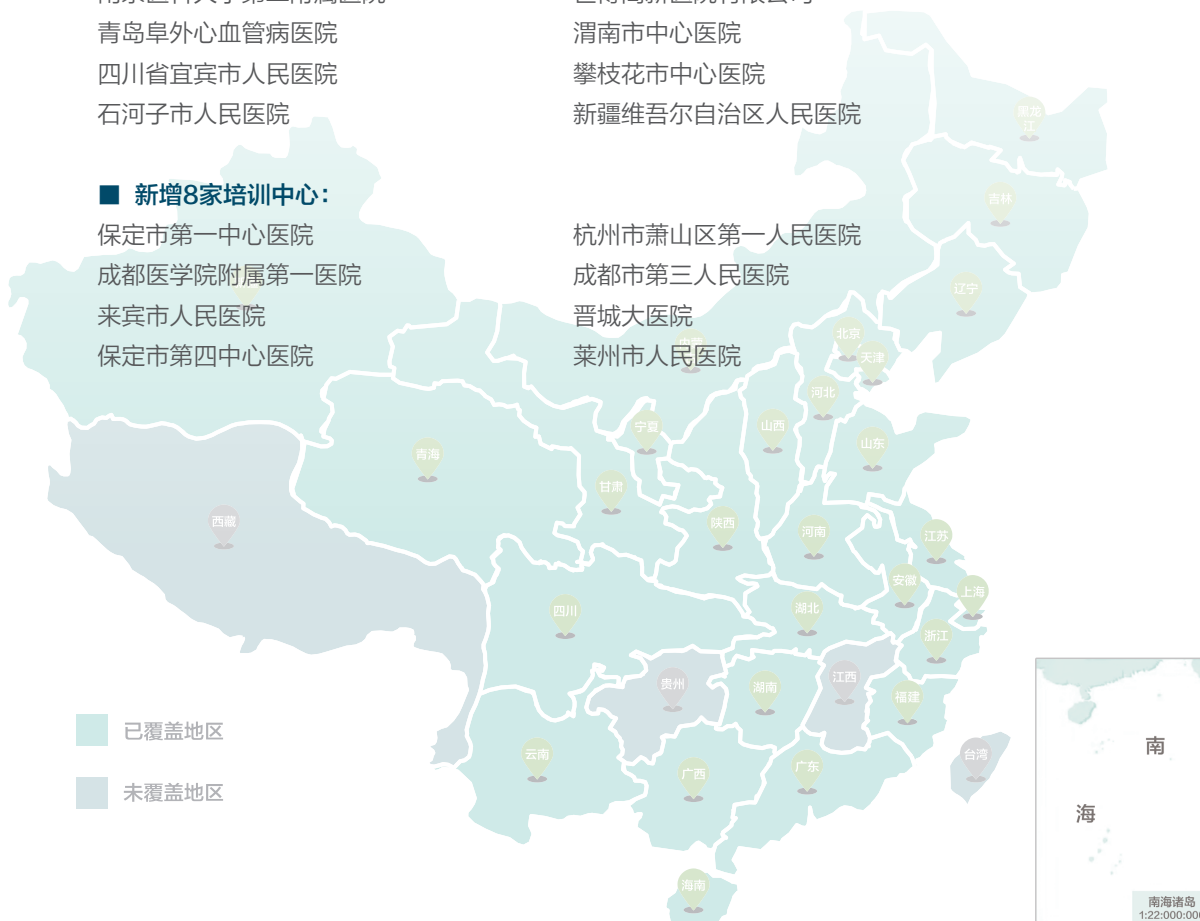 青岛阜外心血管病医院
渭南市中心医院
四川省宜宾市人民医院
攀枝花市中心医院
石河子市人民医院
新疆维吾尔自治区人民医院
新增8家培训中心：
保定市第一中心医院
杭州市萧山区第一人民医院
成都医学院附属第一医院
成都市第三人民医院
来宾市人民医院
晋城大医院
保定市第四中心医院
莱州市人民医院
黑龙
江
吉林
辽宁
北京
天津
河北
宁夏
山西
山东
青海
甘肃
西藏
陕西
河南
江苏
安徽
上海
四川
湖北
浙江
贵州
湖南
江西
福建
云南
广西
广东
台湾
海南
已覆盖地区
未覆盖地区
南
海
南海诸岛